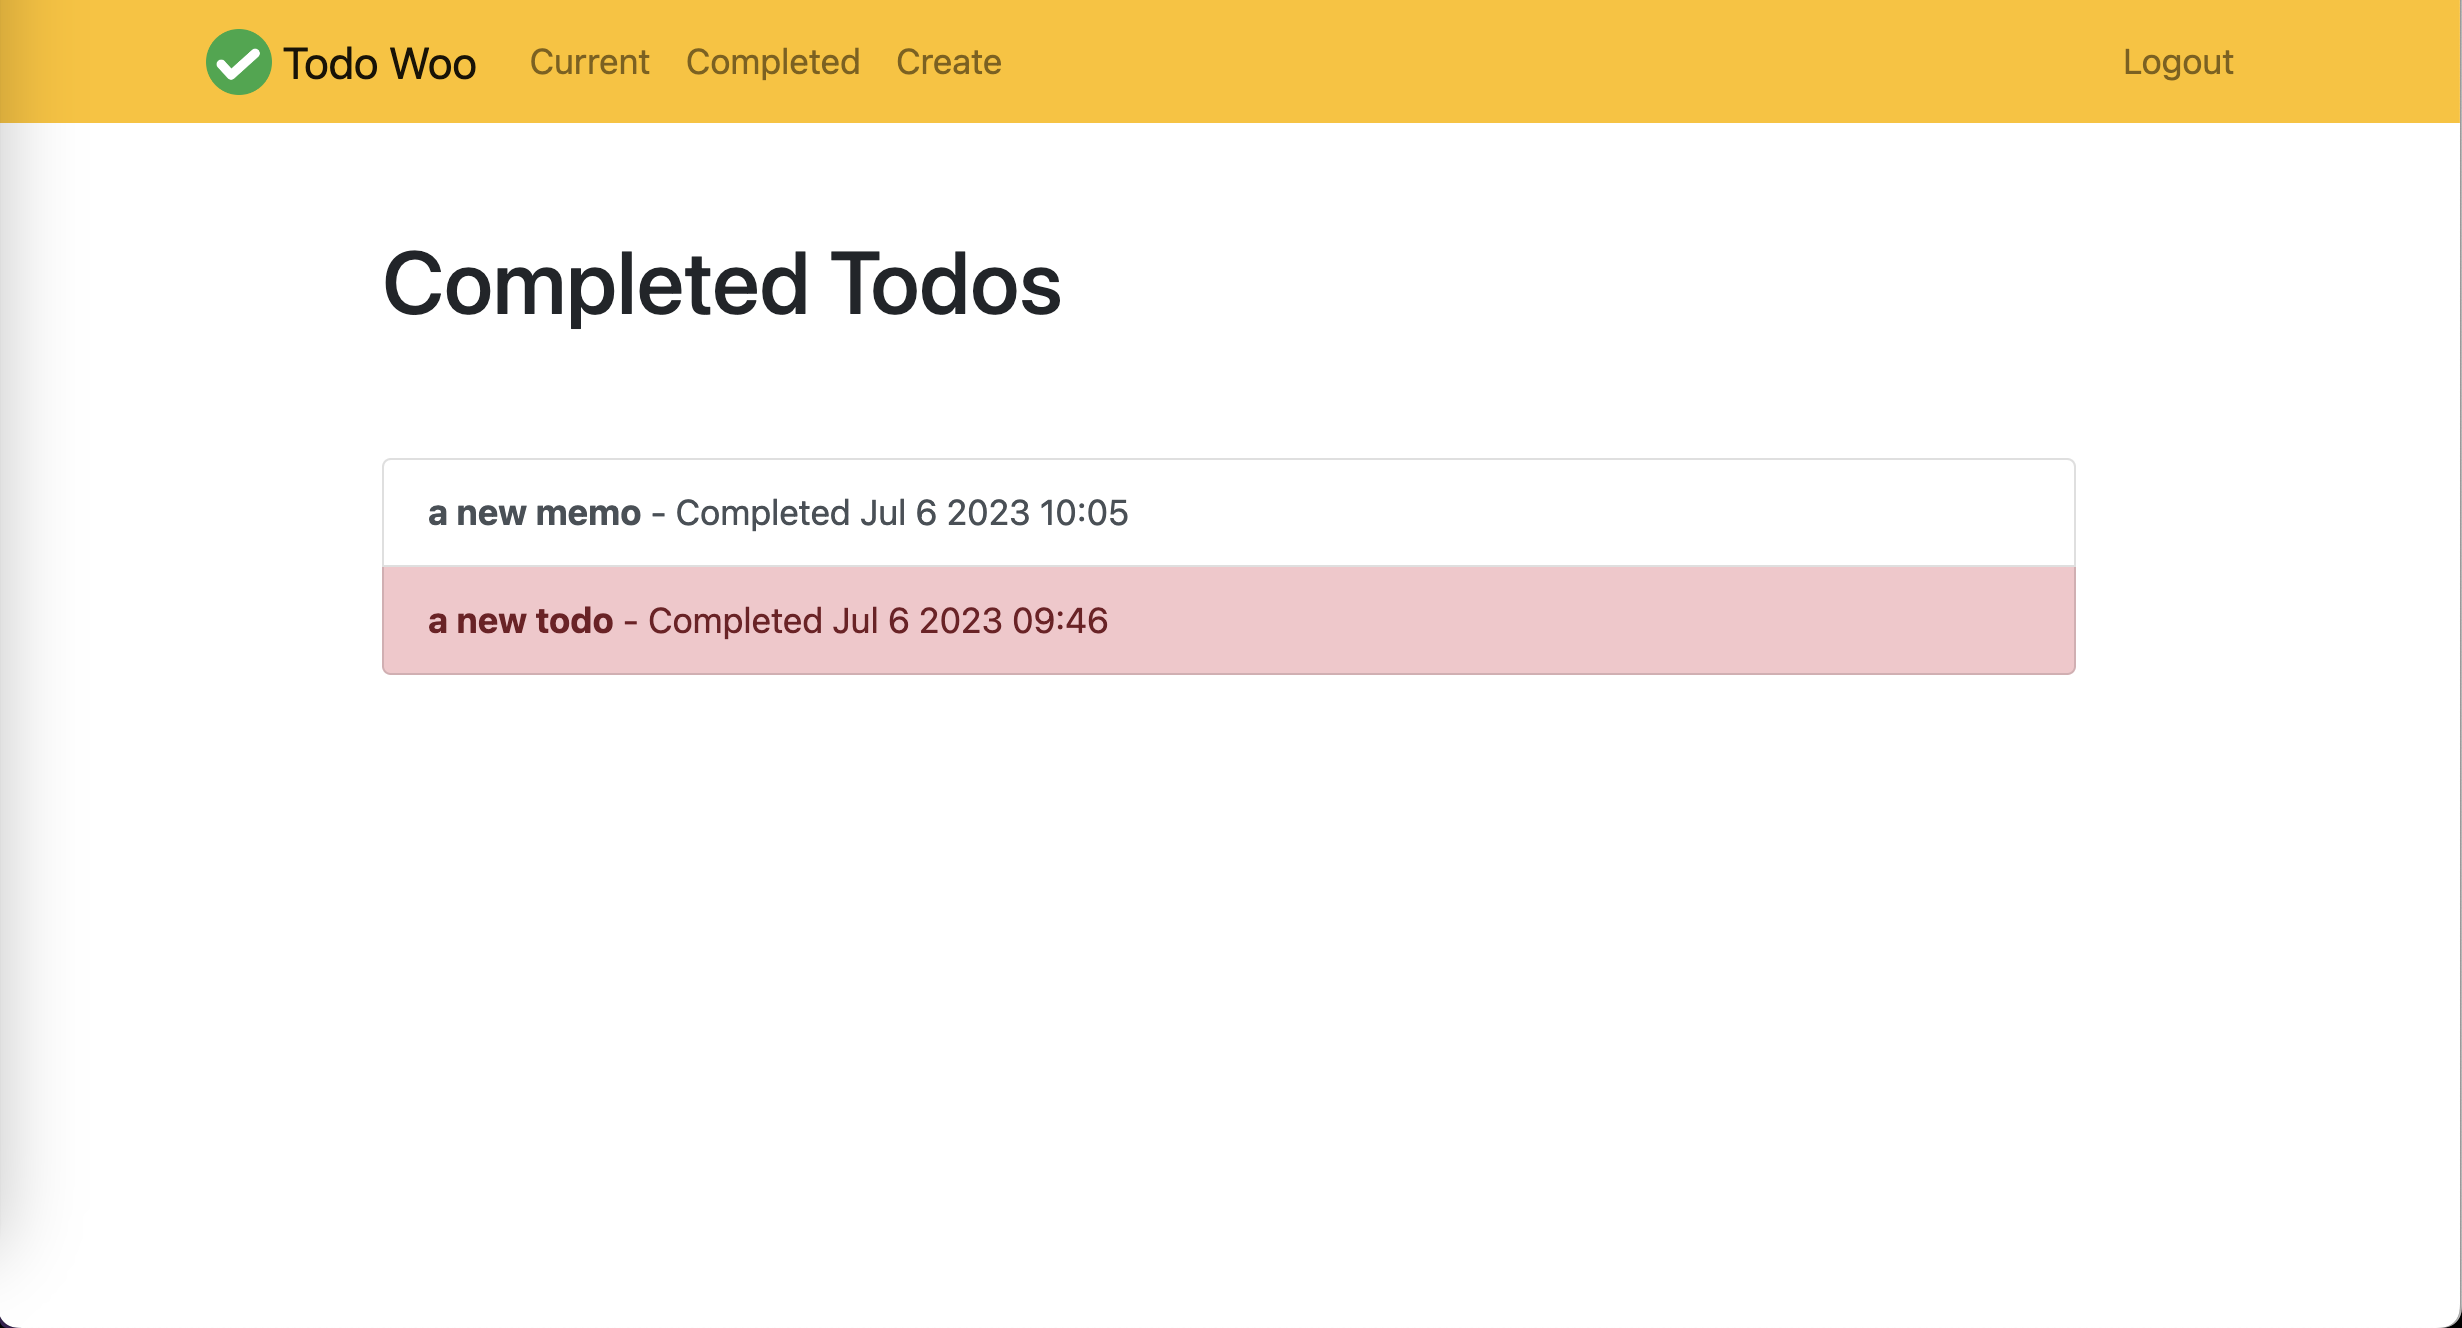 Todo Woo Current Completed Create Logout
Completed Todos
a new memo - Completed Jul 6 2023 10:05
a new todo - Completed Jul 6 2023 09:46